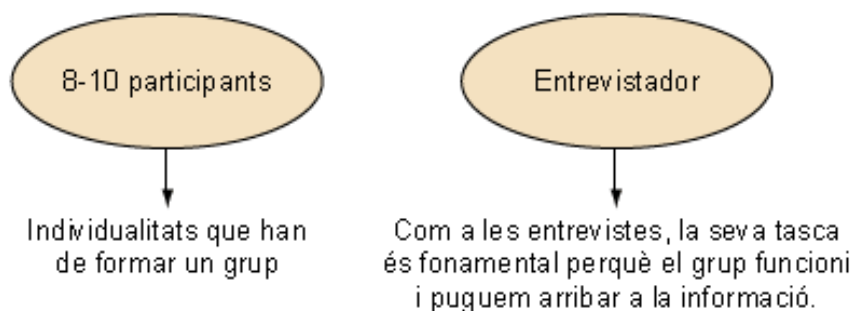 8-10 participants
Entrevistador
Individualitats que han
de formar un grup
Com a les entrevistes, la seva tasca
és fonamental perquè el grup funcioni
i puguem arribar a la informació.